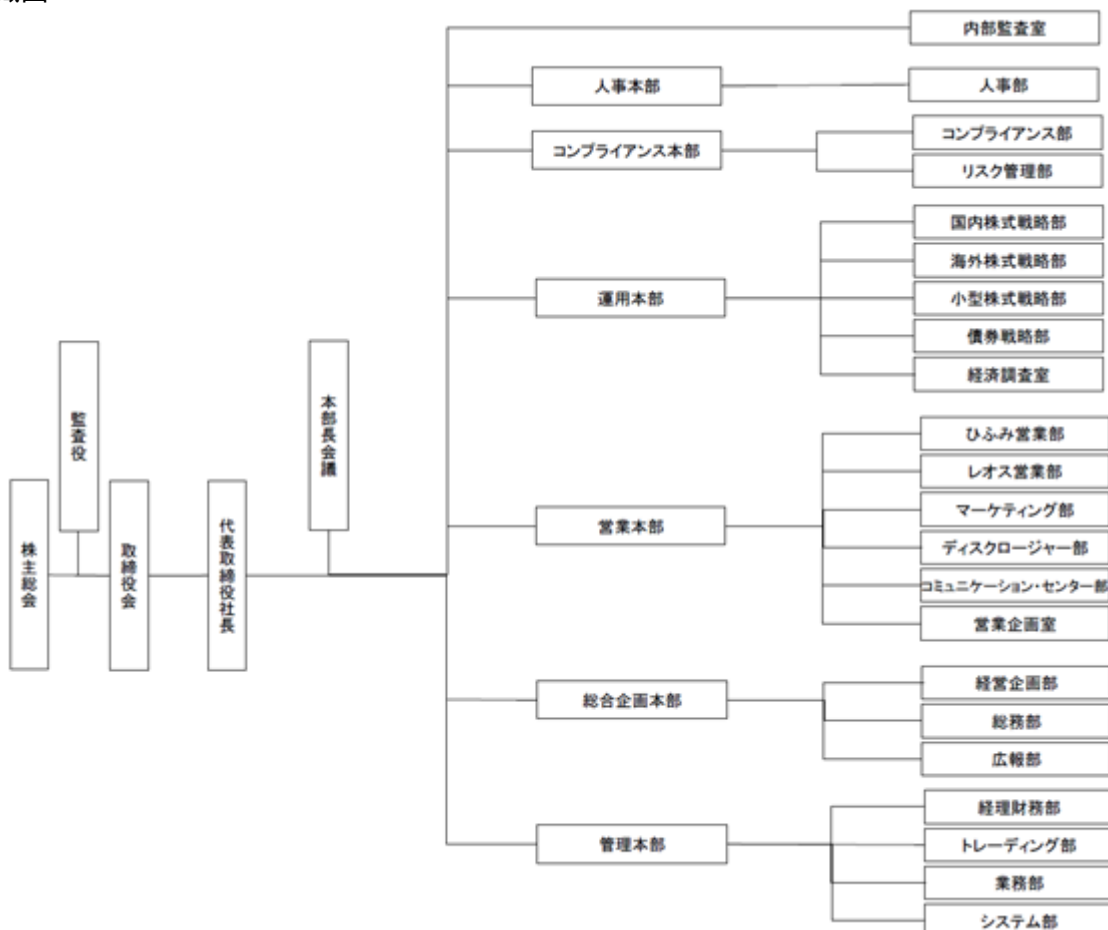 株主総会
監査役
取締役会
代表取締役社長
本部長会議
内部監査室
人事本部
人事部
コンプライアンス本部
コンプライアンス部
リスク管理部
運用本部
国内株式戦略部
海外株式戦略部
小型株式戦略部
債券戦略部
経済調査室
営業本部
ひふみ営業部
レオス営業部
マーケティング部
ディスクロージャー部
コミュニケーション・センター部
営業企画室
総合企画本部
経営企画部
総務部
広報部
管理本部
経理財務部
トレーディング部
業務部
システム部